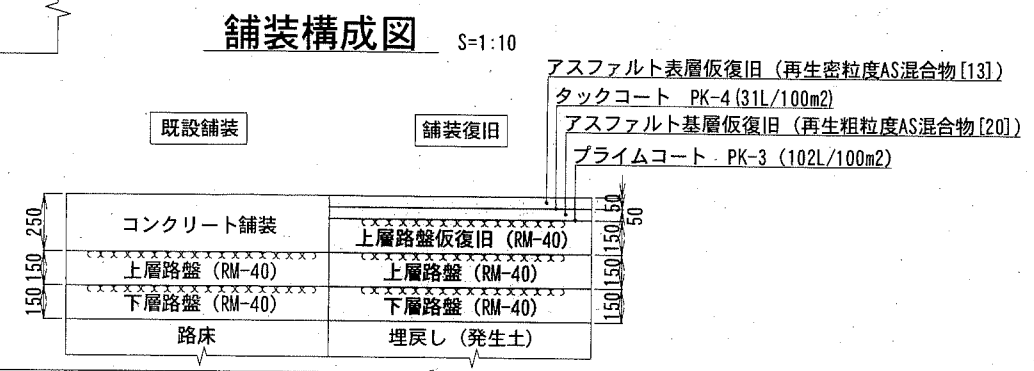 舗装構成図 S=1:10
アスファルト表層仮復旧（再生密粒度AS混合物[13]）
タックコート PK-4(31L/100m2)
アスファルト基層仮復旧（再生粗粒度AS混合物[20]）
プライムコート PK-3（102L/100m2）
既設舗装
舗装復旧
250
コンクリート舗装
50
50
上層路盤仮復旧（RM-40）
150
150
上層路盤（RM-40）
上層路盤（RM-40）
150
150
下層路盤（RM-40）
下層路盤（RM-40）
150
路床
埋戻し（発生土）